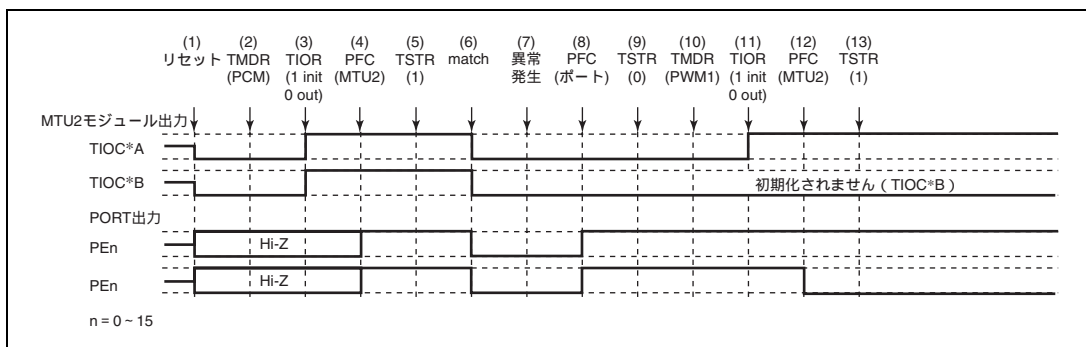 (1) (2) (3) (4) (5) (6) (7) (8) (9) (10) (11) (12) (13)
リセット TMDR TIOR PFC TSTR match 異常 PFC TSTR TMDR TIOR PFC TSTR
(PCM) (1 init (MTU2) (1) 発生 (ポート) (0) (PWM1) (1 init (MTU2) (1)
0 out) 0 out)
MTU2モジュール出力
TIOC*A
TIOC*B 初期化されません ( TIOC*B )
PORT出力
PEn Hi-Z
PEn Hi-Z
n = 0 ~ 15